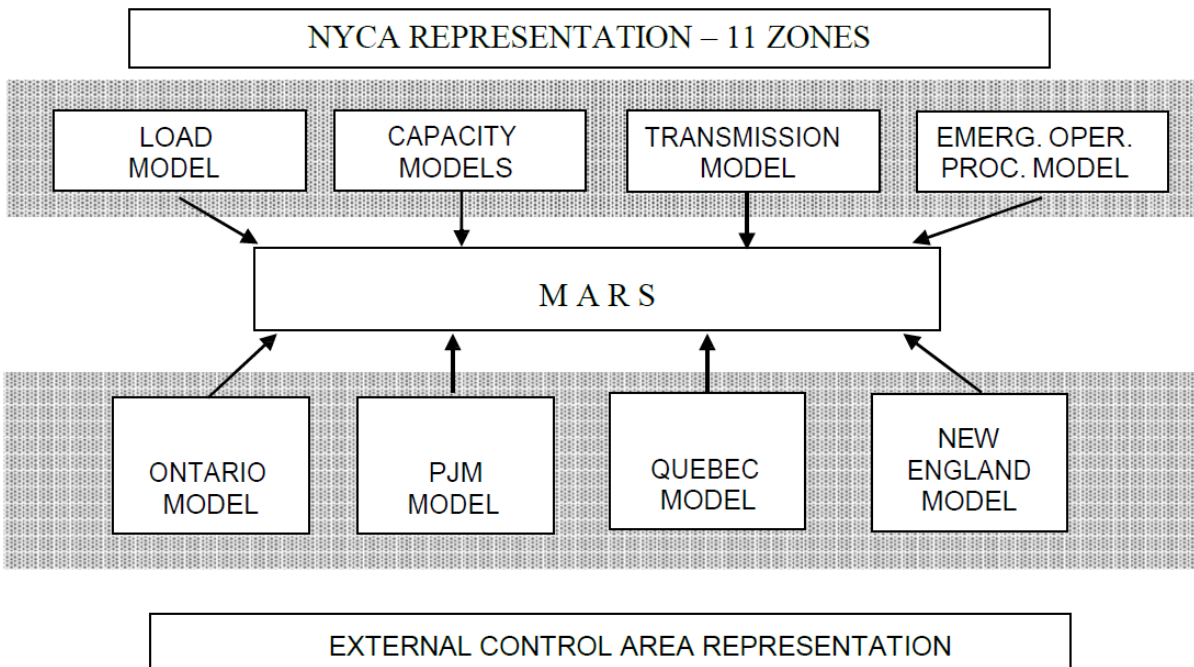 NYCA REPRESENTATION – 11 ZONES
LOAD
MODEL
CAPACITY
MODELS
TRANSMISSION
MODEL
EMERG. OPER.
PROC. MODEL
M A R S
ONTARIO
MODEL
PJM
MODEL
QUEBEC
MODEL
NEW
ENGLAND
MODEL
EXTERNAL CONTROL AREA REPRESENTATION